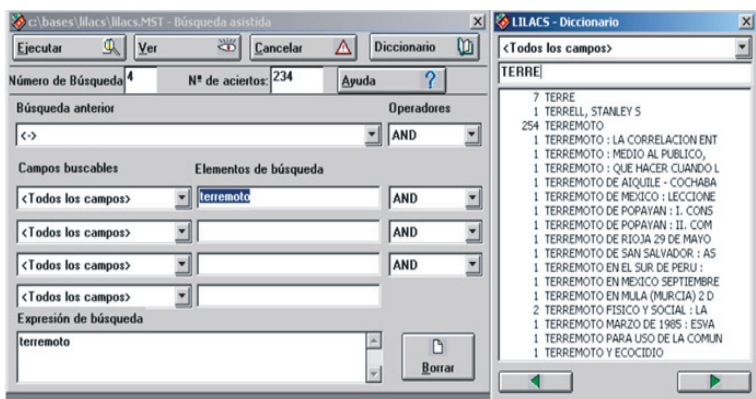 c:\bases\lilacs\lilacs.MST - Búsqueda asistida
Ejecutar Ver Cancelar Diccionario
Número de Búsqueda 4 Nº de aciertos: 234 Ayuda ?
Búsqueda anterior Operadores
<-> AND
Campos buscables Elementos de búsqueda
<Todos los campos> terremoto AND
<Todos los campos> AND
<Todos los campos> AND
<Todos los campos>
Expresión de búsqueda
terremoto
Borrar
LILACS - Diccionario
<Todos los campos>
TERRE
7 TERRE
1 TERRELL, STANLEY S
254 TERREMOTO
1 TERREMOTO : LA CORRELACION ENT
1 TERREMOTO : MEDIO AL PUBLICO,
1 TERREMOTO : QUE HACER CUANDO L
1 TERREMOTO DE AIQUILE - COCHABA
1 TERREMOTO DE MEXICO : LECCIONE
1 TERREMOTO DE POPAYAN : I. CONS
1 TERREMOTO DE POPAYAN : II. COM
1 TERREMOTO DE RIOJA 29 DE MAYO
1 TERREMOTO DE SAN SALVADOR : AS
1 TERREMOTO EN EL SUR DE PERU :
1 TERREMOTO EN MEXICO SEPTIEMBRE
1 TERREMOTO EN MULA (MURCIA) 2 D
2 TERREMOTO FISICO Y SOCIAL : LA
1 TERREMOTO MARZO DE 1985 : ESVA
1 TERREMOTO PARA USO DE LA COMUN
1 TERREMOTO Y ECOCIDIO